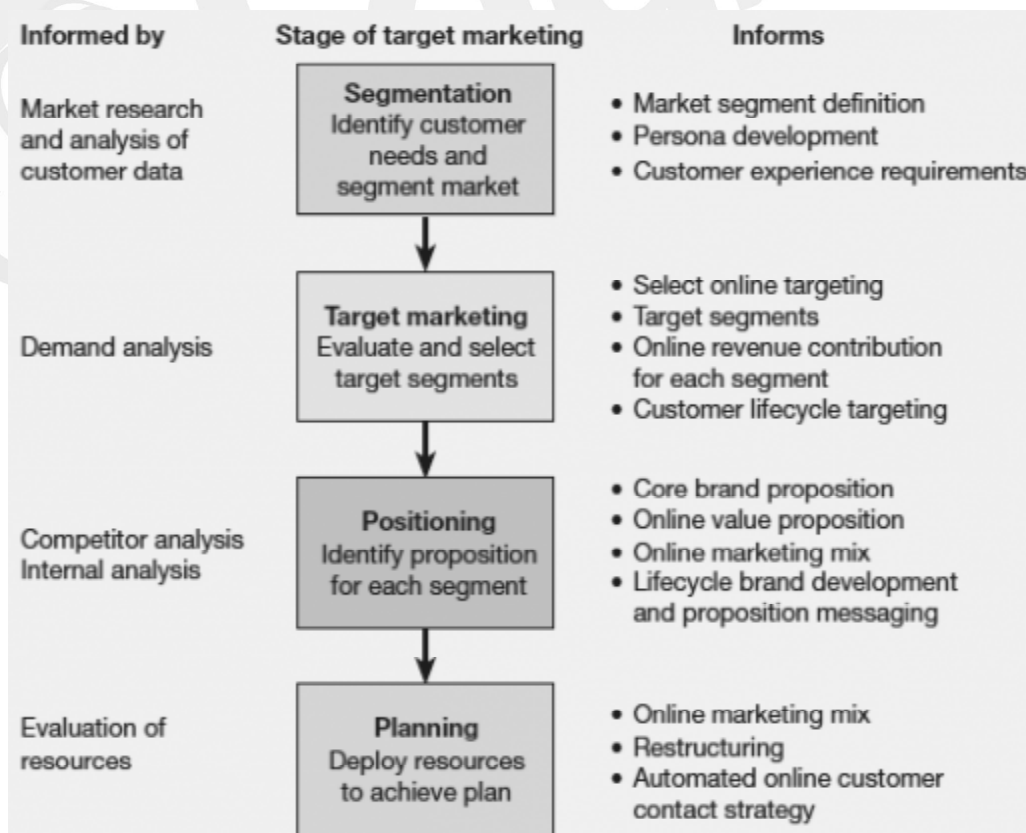 Informed by
Stage of target marketing
Informs
Market research
and analysis of
customer data
Segmentation
Identify customer
needs and
segment market
• Market segment definition
• Persona development
• Customer experience requirements
Demand analysis
Target marketing
Evaluate and select
target segments
• Select online targeting
• Target segments
• Online revenue contribution
for each segment
• Customer lifecycle targeting
Competitor analysis
Internal analysis
Positioning
Identify proposition
for each segment
• Core brand proposition
• Online value proposition
• Online marketing mix
• Lifecycle brand development
and proposition messaging
Evaluation of
resources
Planning
Deploy resources
to achieve plan
• Online marketing mix
• Restructuring
• Automated online customer
contact strategy